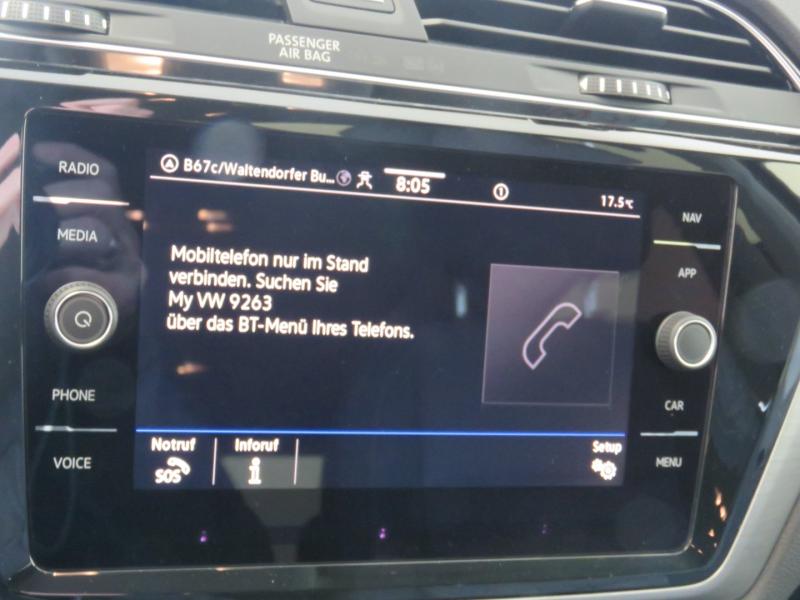 PASSENGER
AIR BAG
RADIO
MEDIA
PHONE
VOICE
B67c/Waltendorfer Bu...
8:05
1
17.5°C
Mobiltelefon nur im Stand
verbinden. Suchen Sie
My VW 9263
über das BT-Menü Ihres Telefons.
Notruf
SOS
Inforuf
i
Setup
NAV
APP
CAR
MENU